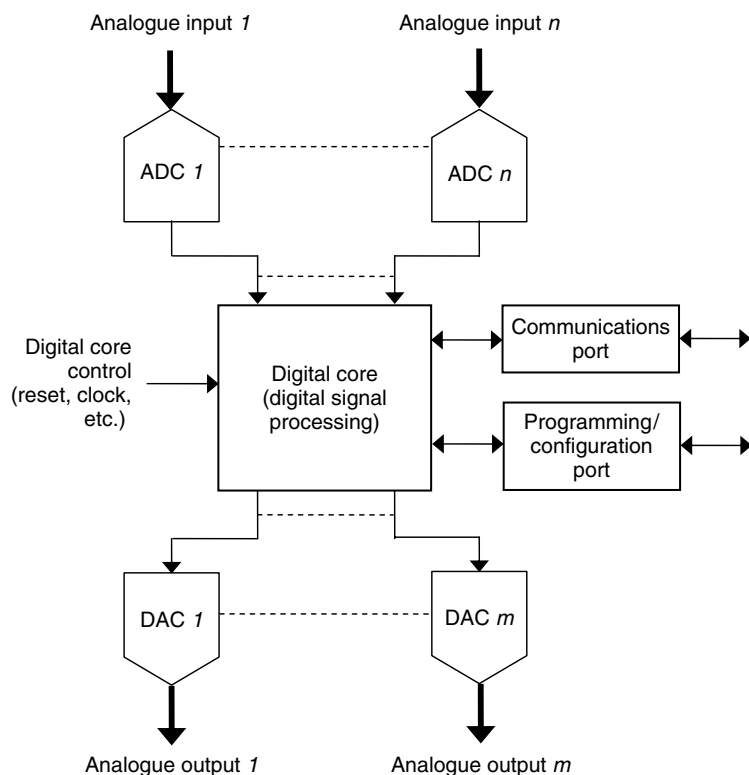 Analogue input 1
Analogue input n
ADC 1
ADC n
Digital core
control
(reset, clock,
etc.)
Digital core
(digital signal
processing)
Communications
port
Programming/
configuration
port
DAC 1
DAC m
Analogue output 1
Analogue output m